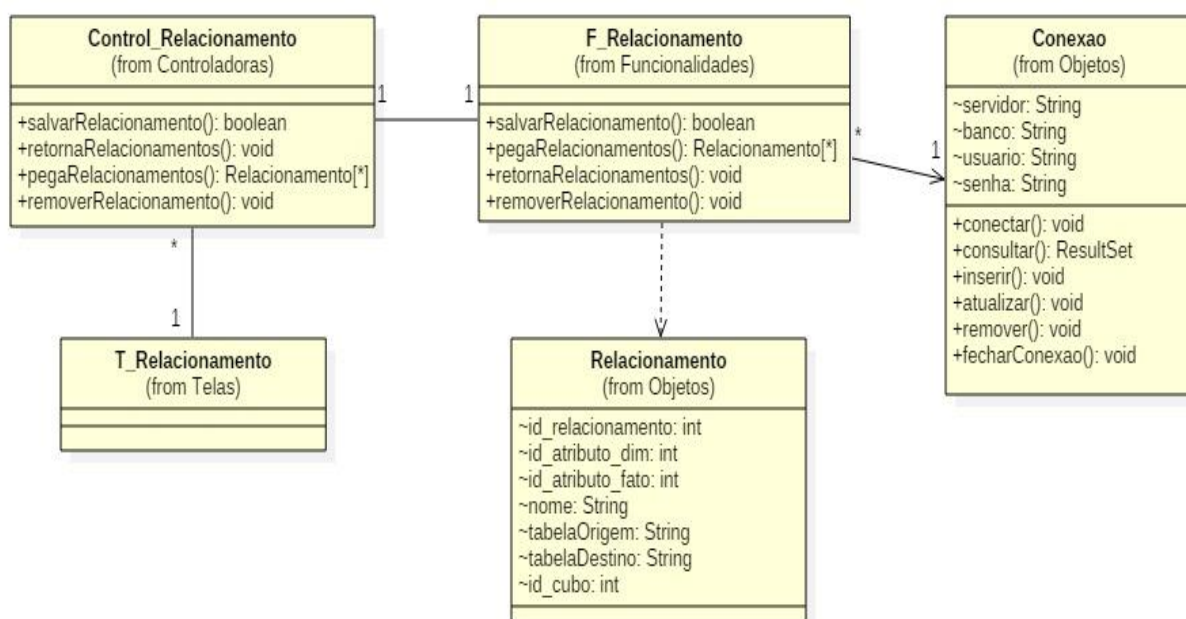 Control_Relacionamento
(from Controladoras)
+salvarRelacionamento(): boolean
+retornaRelacionamentos(): void
+pegaRelacionamentos(): Relacionamento[*]
+removerRelacionamento(): void
1
1
F_Relacionamento
(from Funcionalidades)
+salvarRelacionamento(): boolean
+pegaRelacionamentos(): Relacionamento[*]
+retornaRelacionamentos(): void
+removerRelacionamento(): void
*
1
Conexao
(from Objetos)
~servidor: String
~banco: String
~usuario: String
~senha: String
+conectar(): void
+consultar(): ResultSet
+inserir(): void
+atualizar(): void
+remover(): void
+fecharConexao(): void
*
1
T_Relacionamento
(from Telas)
Relacionamento
(from Objetos)
~id_relacionamento: int
~id_atributo_dim: int
~id_atributo_fato: int
~nome: String
~tabelaOrigem: String
~tabelaDestino: String
~id_cubo: int